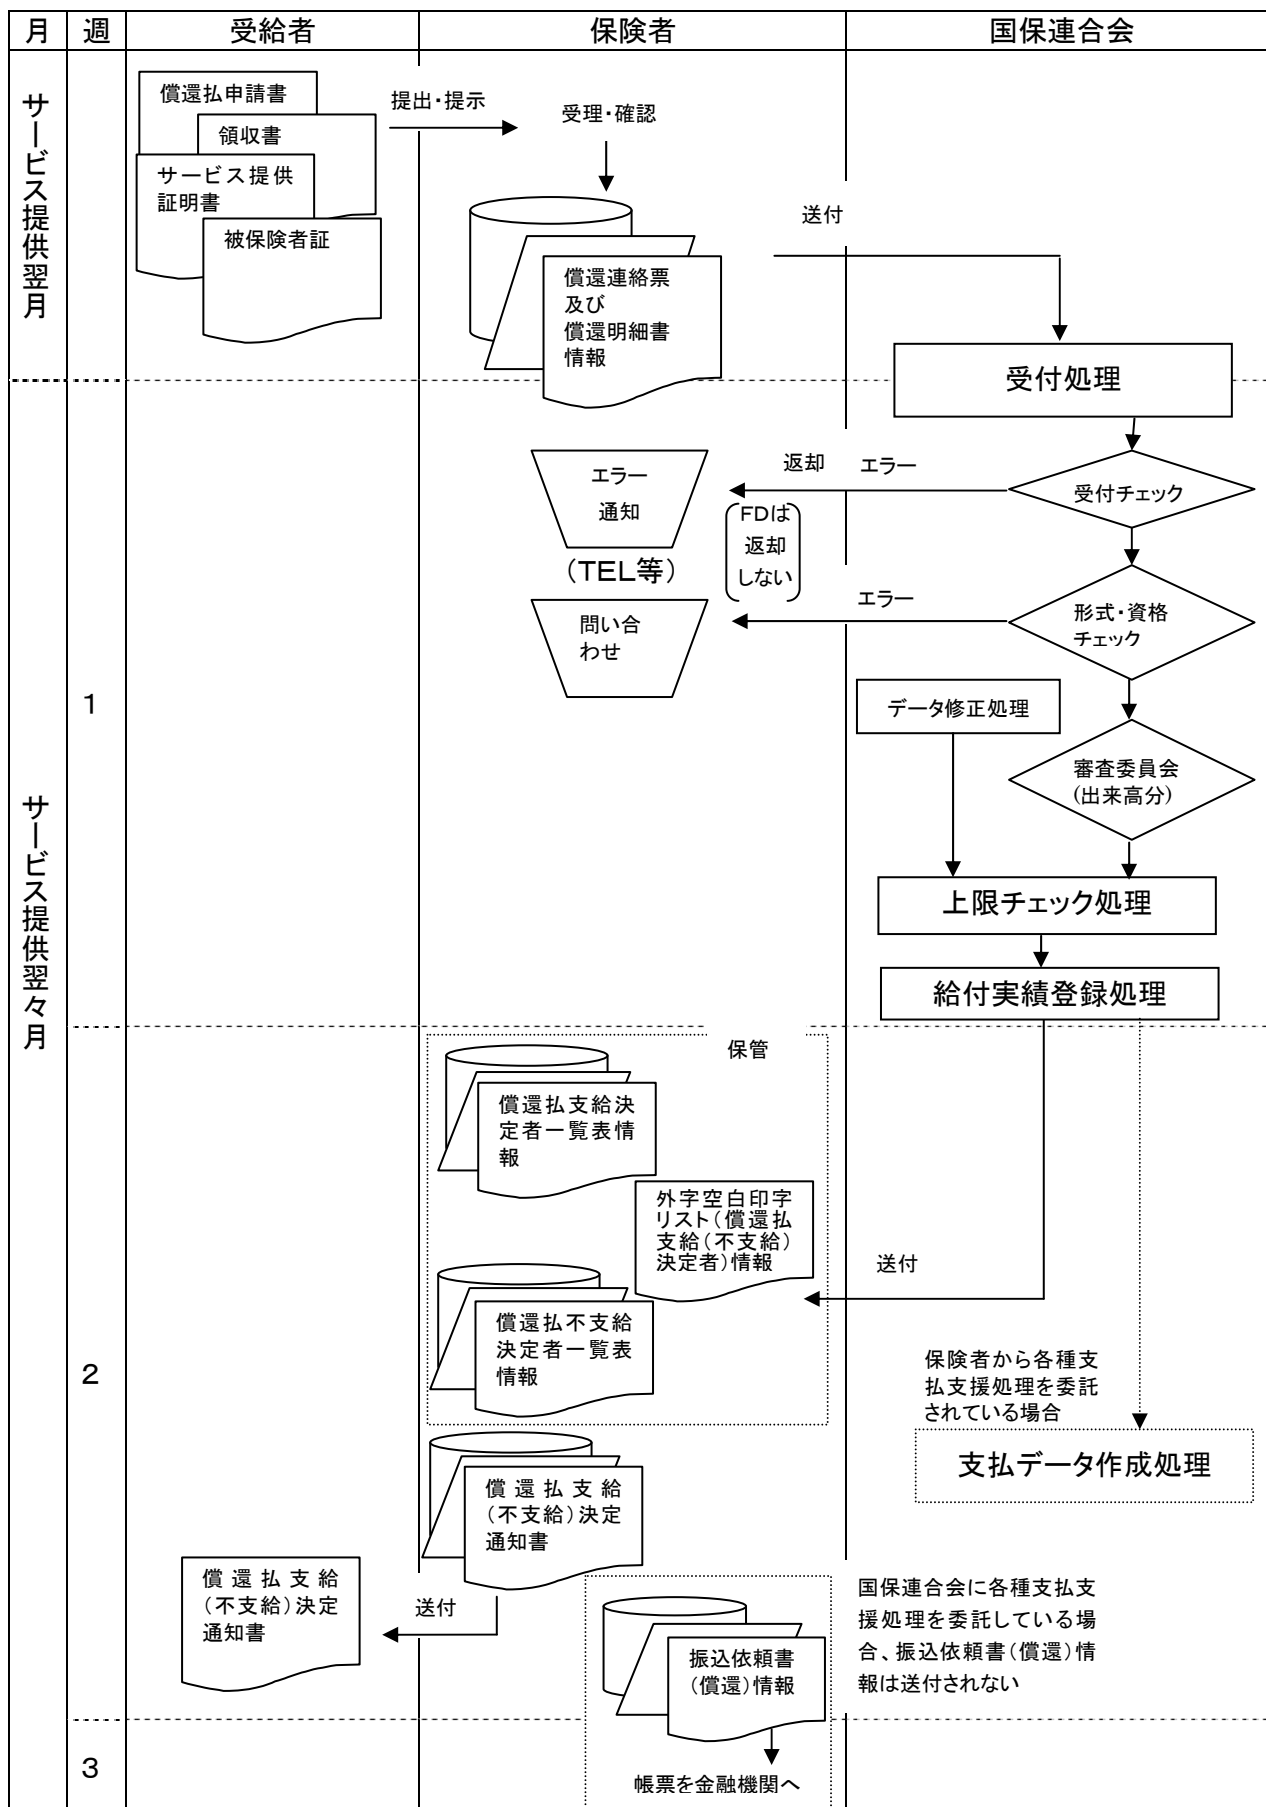 月 週 受給者 保険者 国保連合会
サービス提供翌月
償還払申請書
領収書
サービス提供
証明書
被保険者証
提出・提示
受理・確認
償還連絡票
及び
償還明細書
情報
送付
受付処理
サービス提供翌々月
1
受付チェック
エラー
返却
エラー
通知
(TEL等)
FDは
返却
しない
形式・資格
チェック
エラー
問い合
わせ
データ修正処理
審査委員会
(出来高分)
上限チェック処理
給付実績登録処理
2
保管
償還払支給決
定者一覧表情
報
外字空白印字
リスト(償還払
支給(不支給)
決定者)情報
送付
償還払不支給
決定者一覧表
情報
保険者から各種支
払支援処理を委託
されている場合
支払データ作成処理
償還払支給
(不支給)決定
通知書
送付
償還払支給
(不支給)決定
通知書
振込依頼書
(償還)情報
国保連合会に各種支払支
援処理を委託している場
合、振込依頼書(償還)情
報は送付されない
3
帳票を金融機関へ